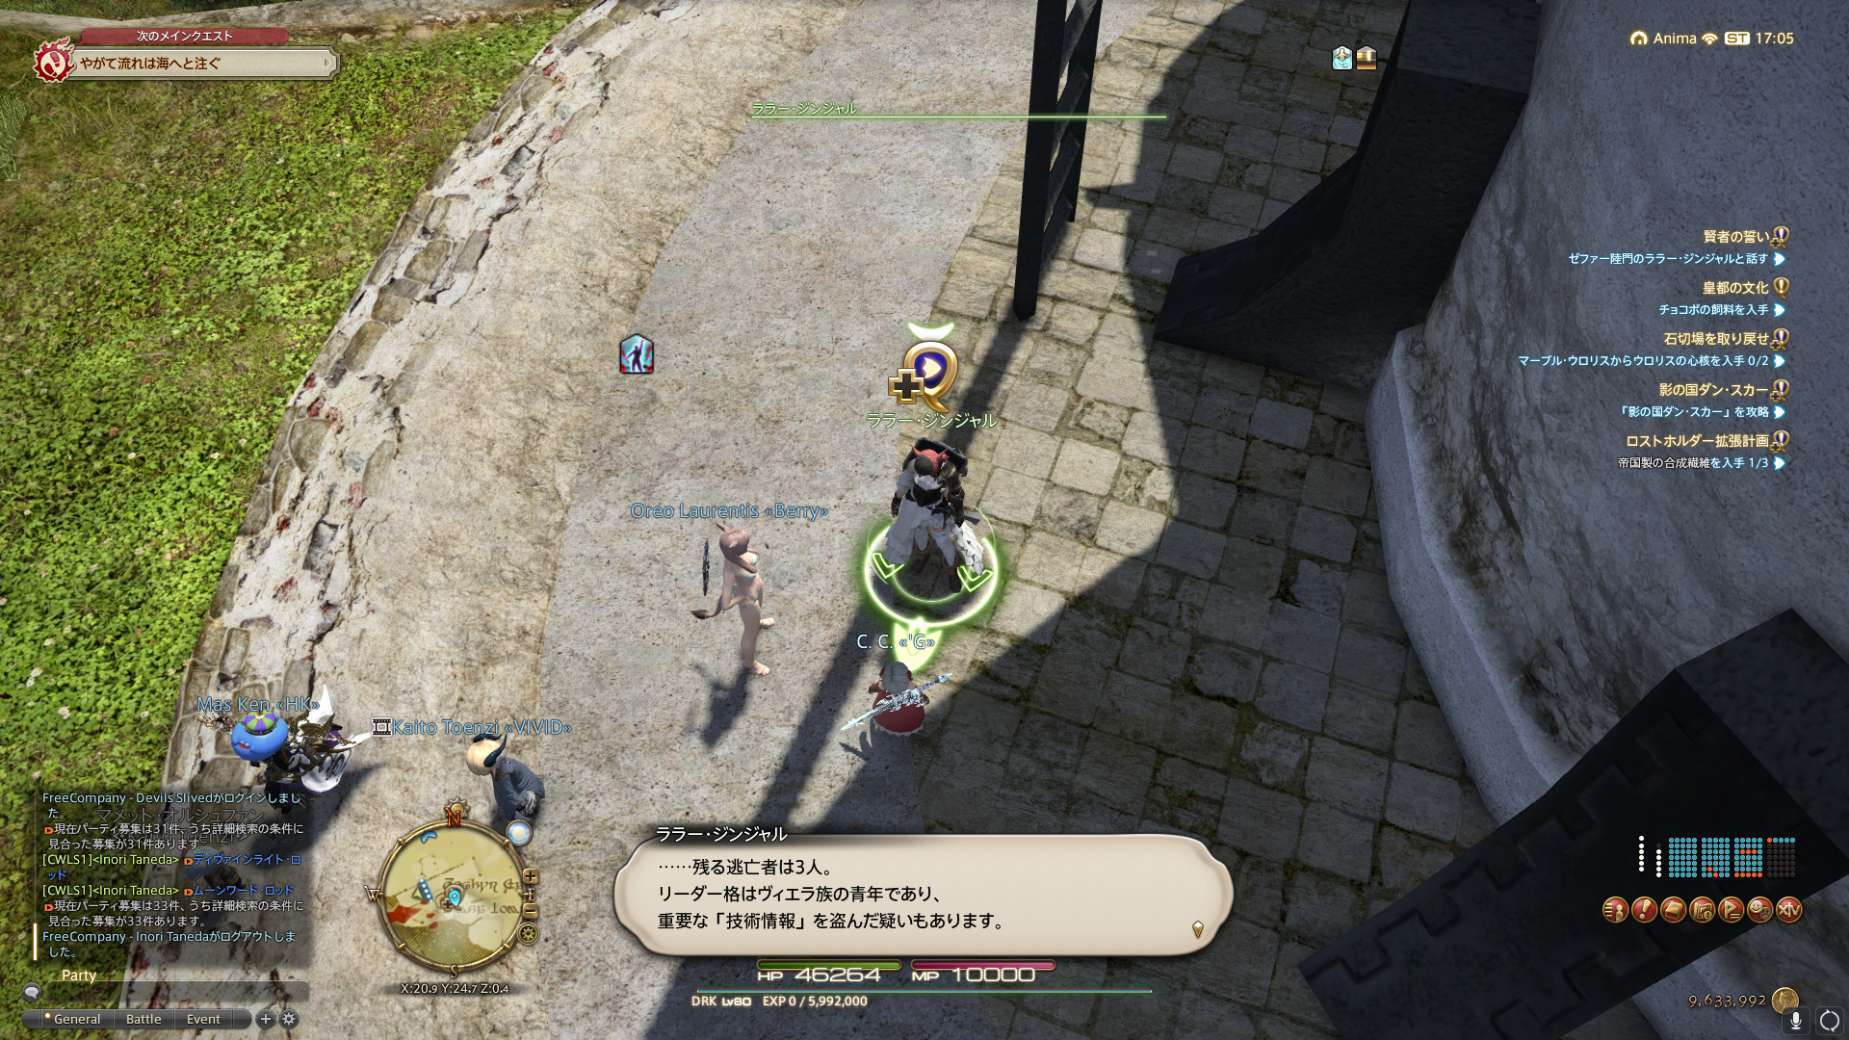 次のメインクエスト
やがて流れは海へと注ぐ
Anima ST 17:05
ララー・ジンジャル
賢者の誓い
ゼファー陸門のララー・ジンジャルと話す
皇都の文化
チョコボの飼料を入手
石切場を取り戻せ
マーブル・ウロリスからウロリスの心核を入手 0/2
影の国ダン・スカー
「影の国ダン・スカー」を攻略
ロストホルダー拡張計画
帝国製の合成繊維を入手 1/3
ララー・ジンジャル
Oreo Laurentis «Berry»
C. C. «'G»
Mas Ken «HK»
Kaito Toenzi «VIVID»
FreeCompany - Devils Slivedがログインしまし
た。
現在パーティ募集は31件、うち詳細検索の条件に
見合った募集が31件あります。
[CWLS1]<Inori Taneda> ディヴァインライト・ロ
ッド
[CWLS1]<Inori Taneda> ムーンワード・ロッド
現在パーティ募集は33件、うち詳細検索の条件に
見合った募集が33件あります。
FreeCompany - Inori Tanedaがログアウトしま
した。
Party
General Battle Event
N
X:20.9 Y:24.7 Z:0.4
ララー・ジンジャル
……残る逃亡者は3人。
リーダー格はヴィエラ族の青年であり、
重要な「技術情報」を盗んだ疑いもあります。
HP 46264 MP 10000
DRK Lv80 EXP 0 / 5,992,000
XIV
9,633,992